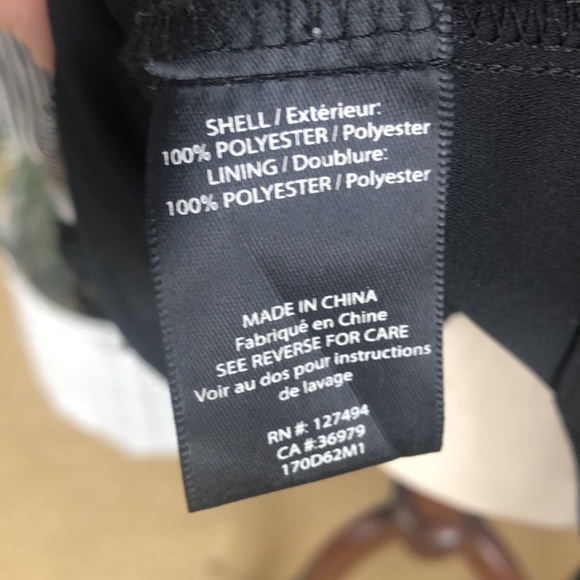 SHELL / Extérieur:
100% POLYESTER / Polyester
LINING / Doublure:
100% POLYESTER / Polyester
MADE IN CHINA
Fabriqué en Chine
SEE REVERSE FOR CARE
Voir au dos pour instructions
de lavage
RN #: 127494
CA #:36979
170D62M1